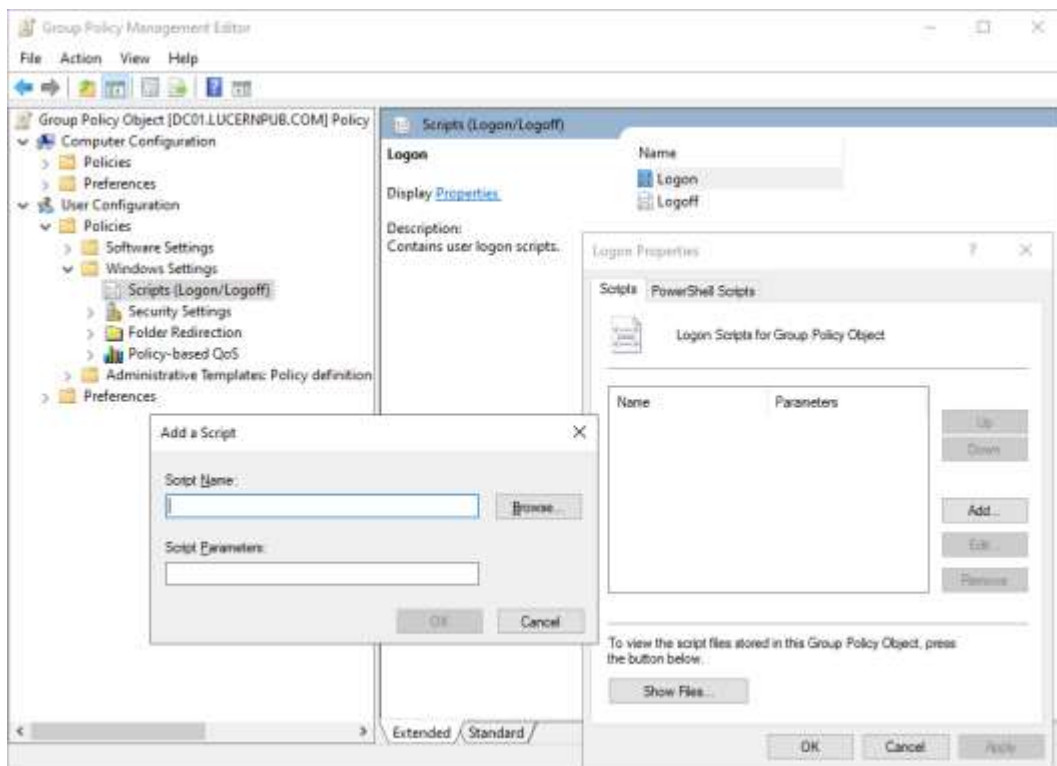 Group Policy Management Editor
File Action View Help
Group Policy Object [DC01.LUCERNPUB.COM] Policy
Computer Configuration
Policies
Preferences
User Configuration
Policies
Software Settings
Windows Settings
Scripts (Logon/Logoff)
Security Settings
Folder Redirection
Policy-based QoS
Administrative Templates: Policy definition
Preferences
Scripts (Logon/Logoff)
Logon
Display Properties
Description:
Contains user logon scripts.
Name
Logon
Logoff
Extended Standard
Logon Properties ?
Scripts PowerShell Scripts
Logon Scripts for Group Policy Object
Name Parameters
Up
Down
Add...
Edit...
Remove
To view the script files stored in this Group Policy Object, press
the button below.
Show Files...
OK Cancel Apply
Add a Script
Script Name:
Browse...
Script Parameters:
OK Cancel